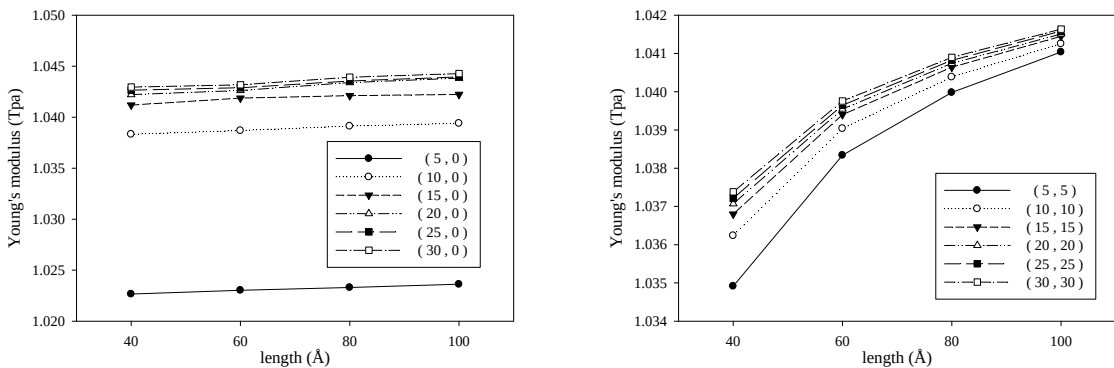 1.050
1.045
1.040
1.035
1.030
1.025
1.020
Young's modulus (Tpa)
40 60 80 100
length (Å)
( 5 , 0 )
( 10 , 0 )
( 15 , 0 )
( 20 , 0 )
( 25 , 0 )
( 30 , 0 )
1.042
1.041
1.040
1.039
1.038
1.037
1.036
1.035
1.034
Young's modulus (Tpa)
40 60 80 100
length (Å)
( 5 , 5 )
( 10 , 10 )
( 15 , 15 )
( 20 , 20 )
( 25 , 25 )
( 30 , 30 )